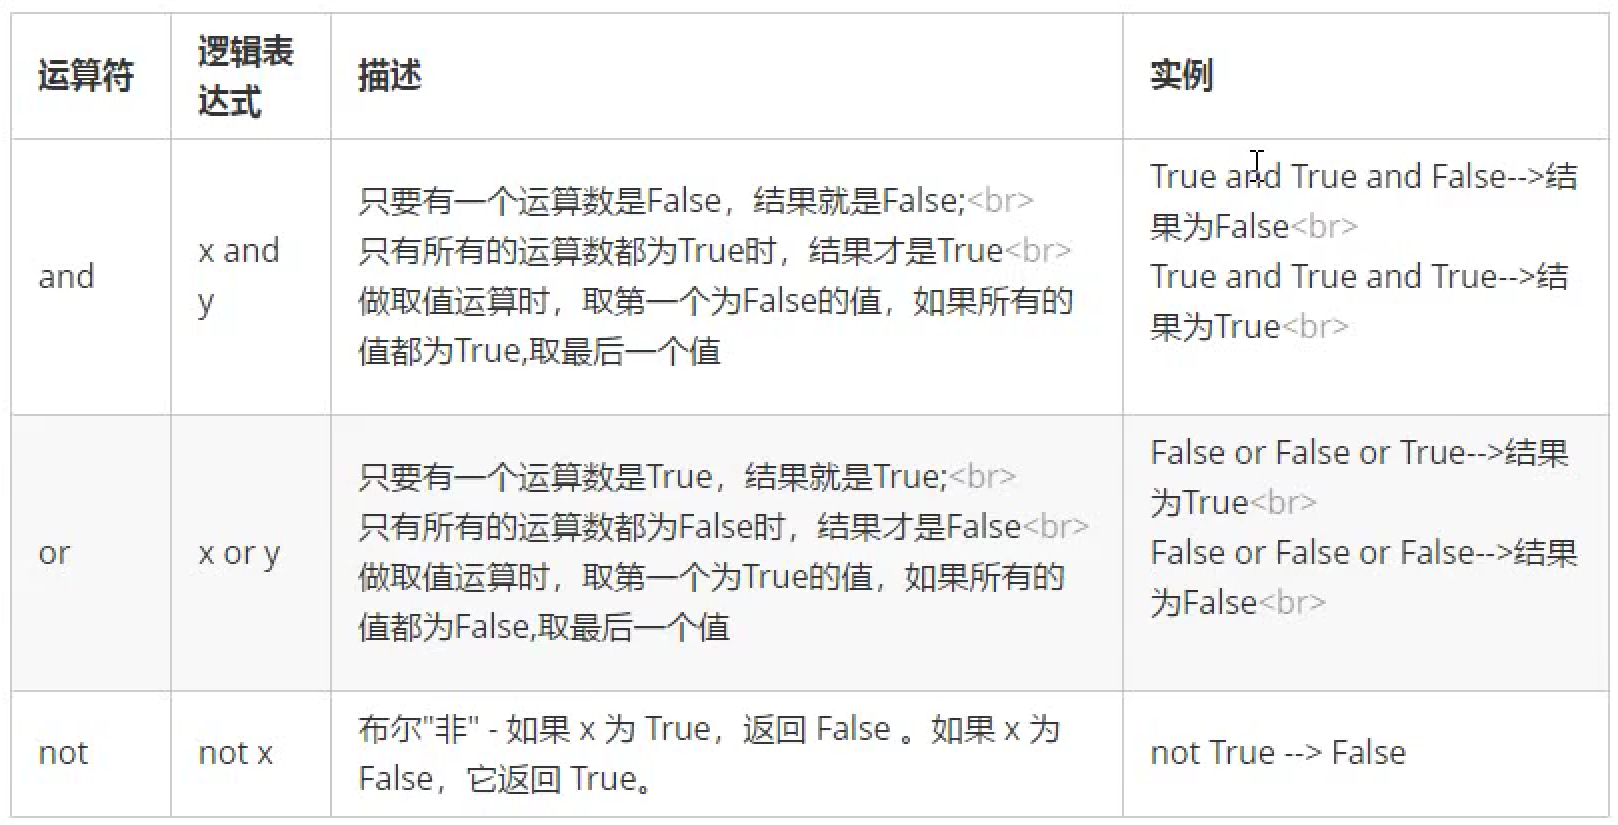 运算符
逻辑表
达式
描述
实例
and
x and
y
只要有一个运算数是False，结果就是False;<br>
只有所有的运算数都为True时，结果才是True<br>
做取值运算时，取第一个为False的值，如果所有的
值都为True,取最后一个值
True and True and False-->结
果为False<br>
True and True and True-->结
果为True<br>
or
x or y
只要有一个运算数是True，结果就是True;<br>
只有所有的运算数都为False时，结果才是False<br>
做取值运算时，取第一个为True的值，如果所有的
值都为False,取最后一个值
False or False or True-->结果
为True<br>
False or False or False-->结果
为False<br>
not
not x
布尔"非" - 如果 x 为 True，返回 False 。如果 x 为
False，它返回 True。
not True --> False